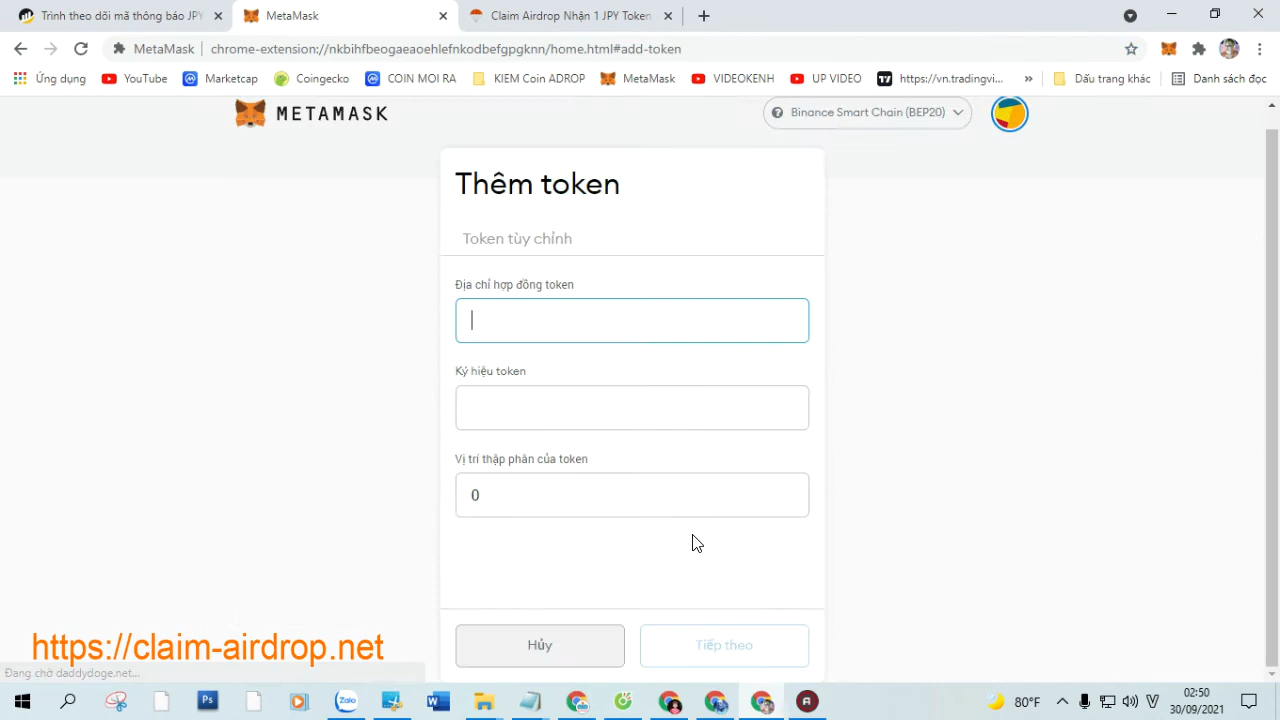 Trình theo dõi mã thông báo JPY
MetaMask
Claim Airdrop Nhận 1 JPY Token
MetaMask
chrome-extension://nkbihfbeogaeaoehlefnkodbefgpgknn/home.html#add-token
Ứng dụng
YouTube
Marketcap
Coingecko
COIN MOI RA
KIEM Coin ADROP
MetaMask
VIDEOKENH
UP VIDEO
https://vn.tradingvi...
»
Dấu trang khác
Danh sách đọc
METAMASK
Binance Smart Chain (BEP20)
Thêm token
Token tùy chỉnh
Địa chỉ hợp đồng token
Ký hiệu token
Vị trí thập phân của token
0
Hủy
Tiếp theo
https://claim-airdrop.net
Đang chờ daddydoge.net...
Ps
Zalo
W
A
80°F
V
02:50
30/09/2021